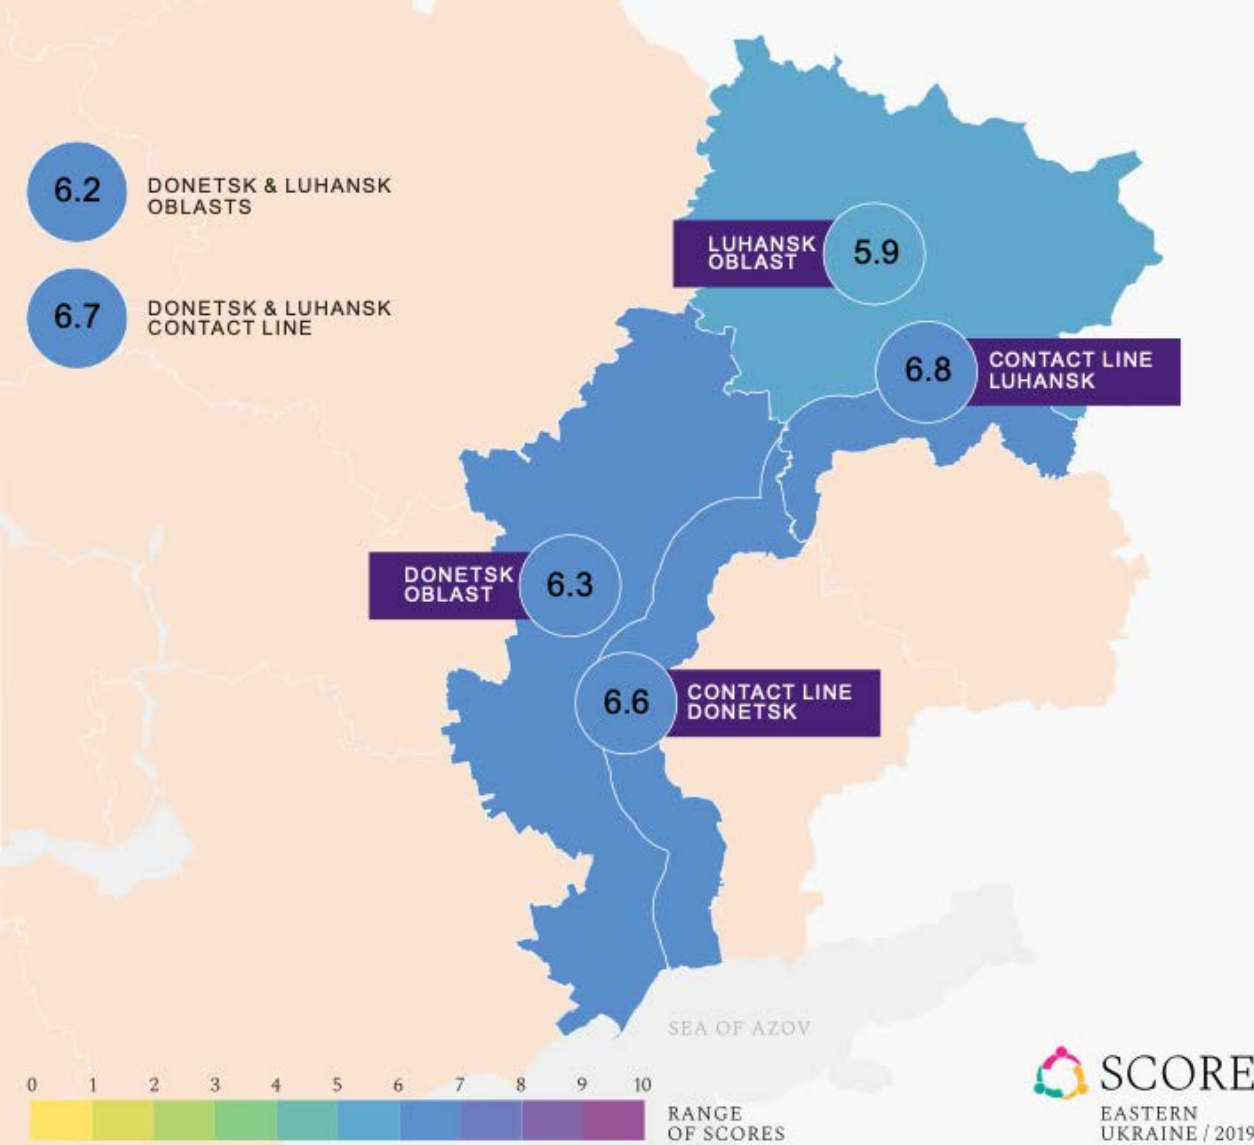 6.2
DONETSK & LUHANSK
OBLASTS
6.7
DONETSK & LUHANSK
CONTACT LINE
LUHANSK
OBLAST
5.9
6.8
CONTACT LINE
LUHANSK
DONETSK
OBLAST
6.3
6.6
CONTACT LINE
DONETSK
SEA OF AZOV
0 1 2 3 4 5 6 7 8 9 10
RANGE
OF SCORES
SCORE
EASTERN
UKRAINE / 2019